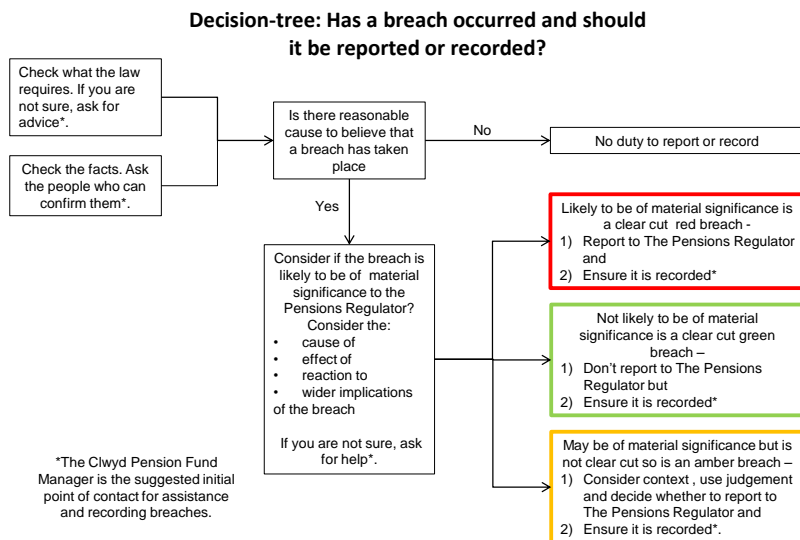 Decision-tree: Has a breach occurred and should
it be reported or recorded?
Check what the law
requires. If you are
not sure, ask for
advice*.
Check the facts. Ask
the people who can
confirm them*.
Is there reasonable
cause to believe that
a breach has taken
place
No
No duty to report or record
Yes
Consider if the breach is
likely to be of  material
significance to the
Pensions Regulator?
Consider the:
• cause of
• effect of
• reaction to
• wider implications
of the breach
If you are not sure, ask
for help*.
Likely to be of material significance is
a clear cut  red breach -
1) Report to The Pensions Regulator
and
2) Ensure it is recorded*
Not likely to be of material
significance is a clear cut green
breach –
1) Don't report to The Pensions
Regulator but
2) Ensure it is recorded*
May be of material significance but is
not clear cut so is an amber breach –
1) Consider context , use judgement
and decide whether to report to
The Pensions Regulator and
2) Ensure it is recorded*.
*The Clwyd Pension Fund
Manager is the suggested initial
point of contact for assistance
and recording breaches.